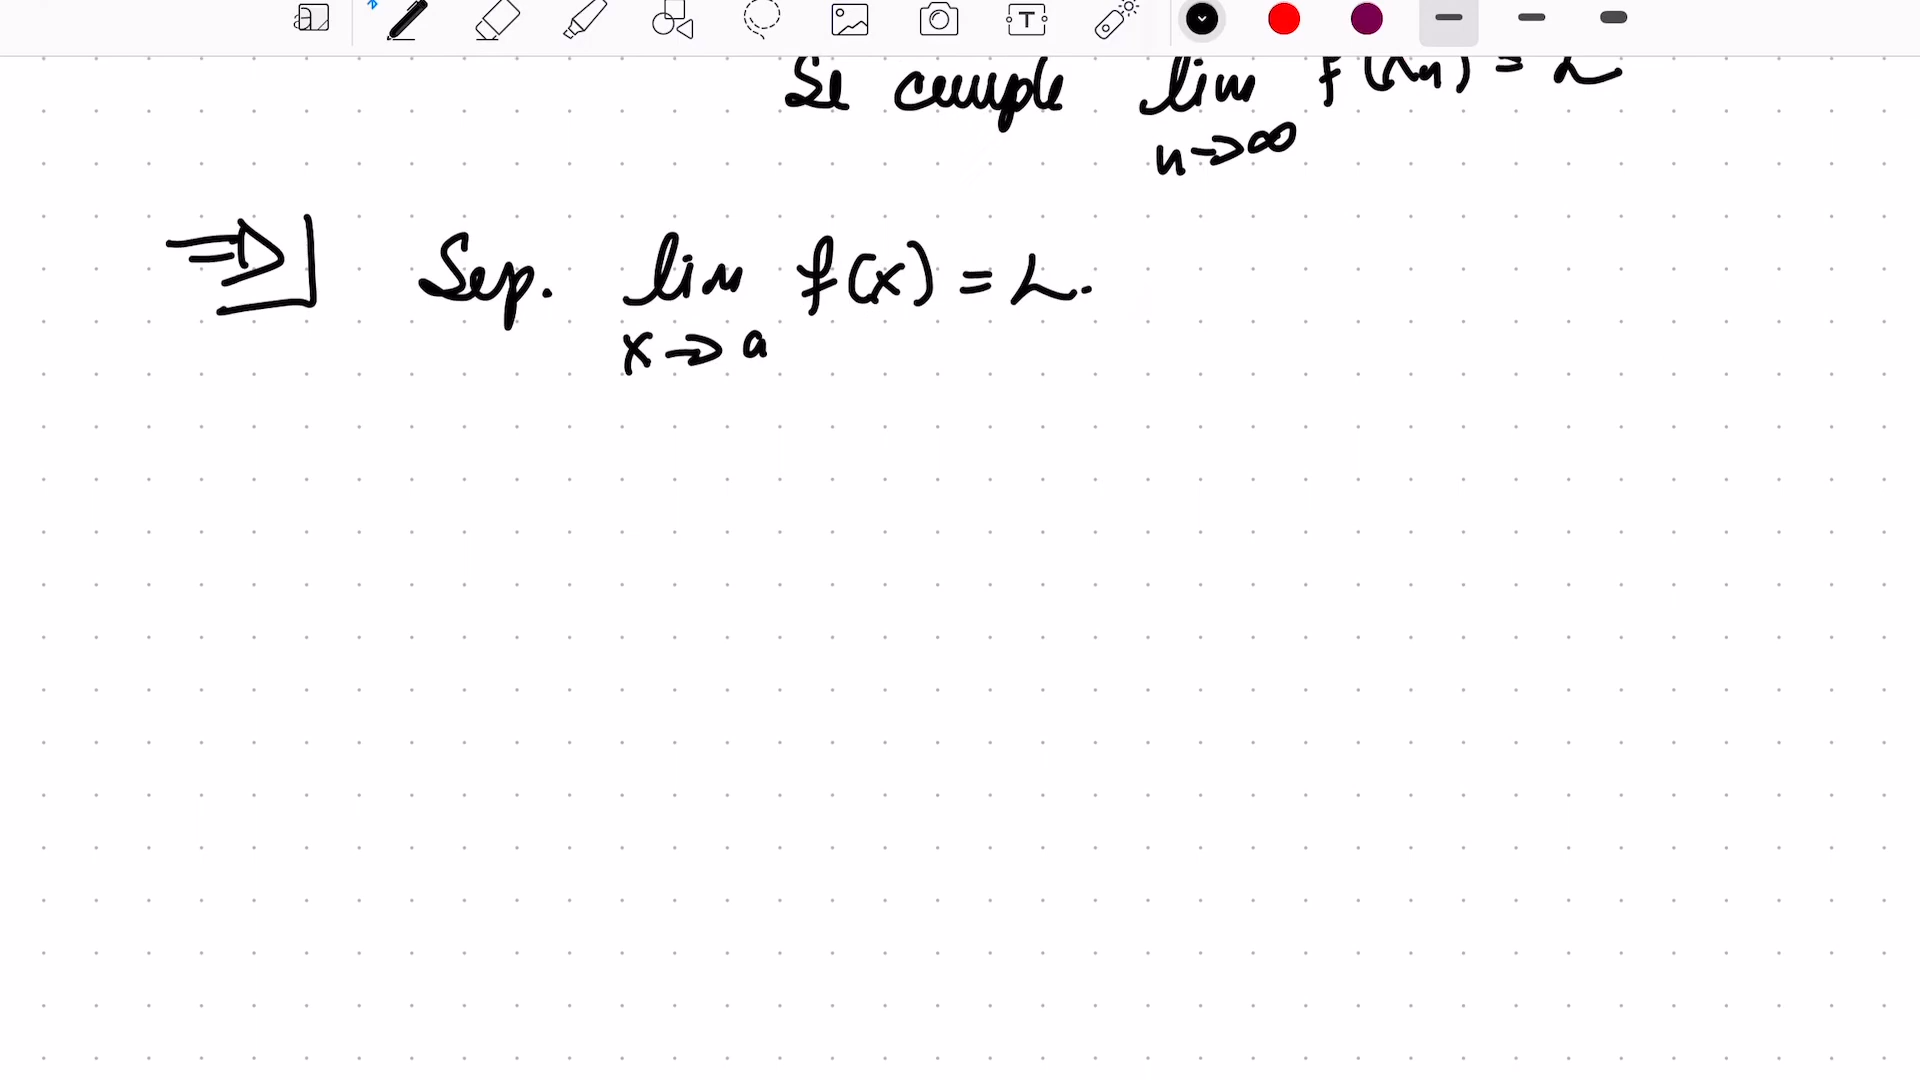 Se cumple lim f(xn) = L
n→∞
⇒] Sup. lim f(x) = L.
x→a